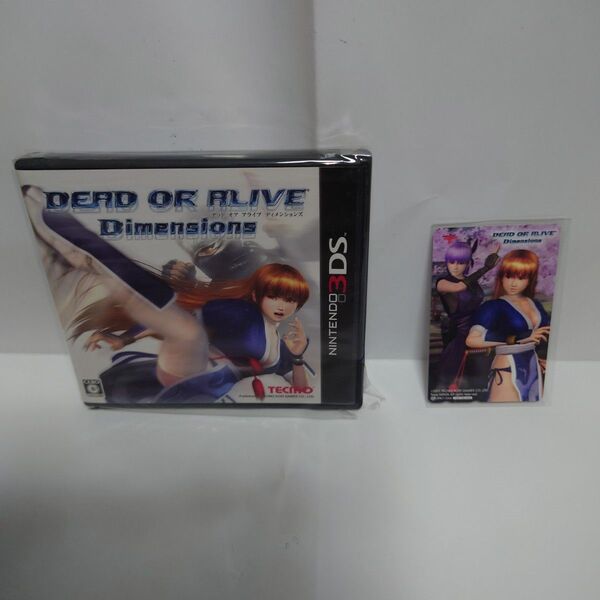 DEAD OR ALIVE
デッド オア アライブ ディメンションズ
Dimensions
TECMO
CERO
C
NINTENDO 3DS
DEAD OR ALIVE
Dimensions